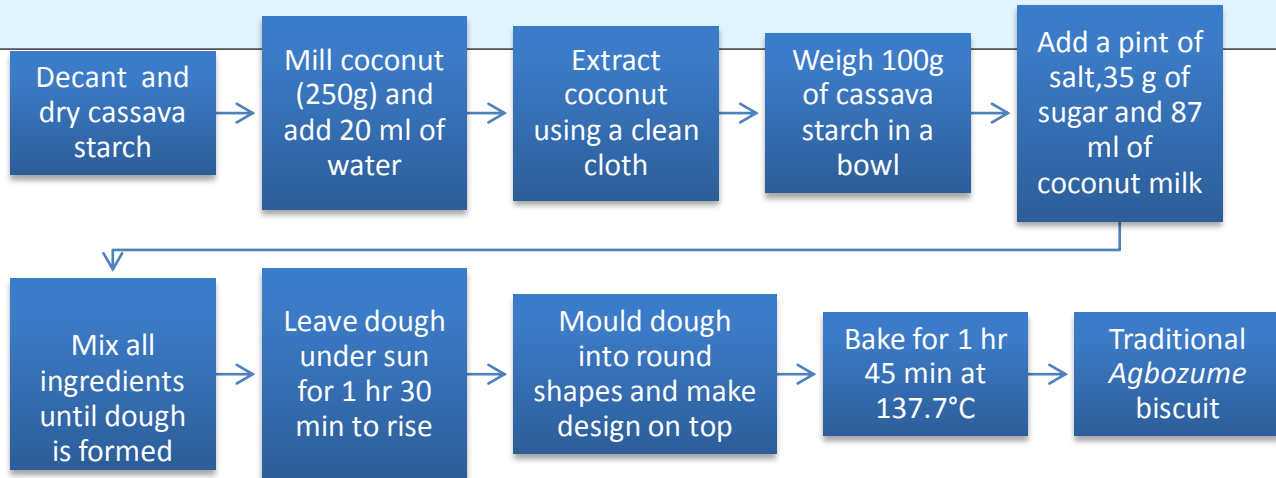 Decant and
dry cassava
starch
Mill coconut
(250g) and
add 20 ml of
water
Extract
coconut
using a clean
cloth
Weigh 100g
of cassava
starch in a
bowl
Add a pint of
salt,35 g of
sugar and 87
ml of
coconut milk
Mix all
ingredients
until dough
is formed
Leave dough
under sun
for 1 hr 30
min to rise
Mould dough
into round
shapes and make
design on top
Bake for 1 hr
45 min at
137.7°C
Traditional
Agbozume
biscuit